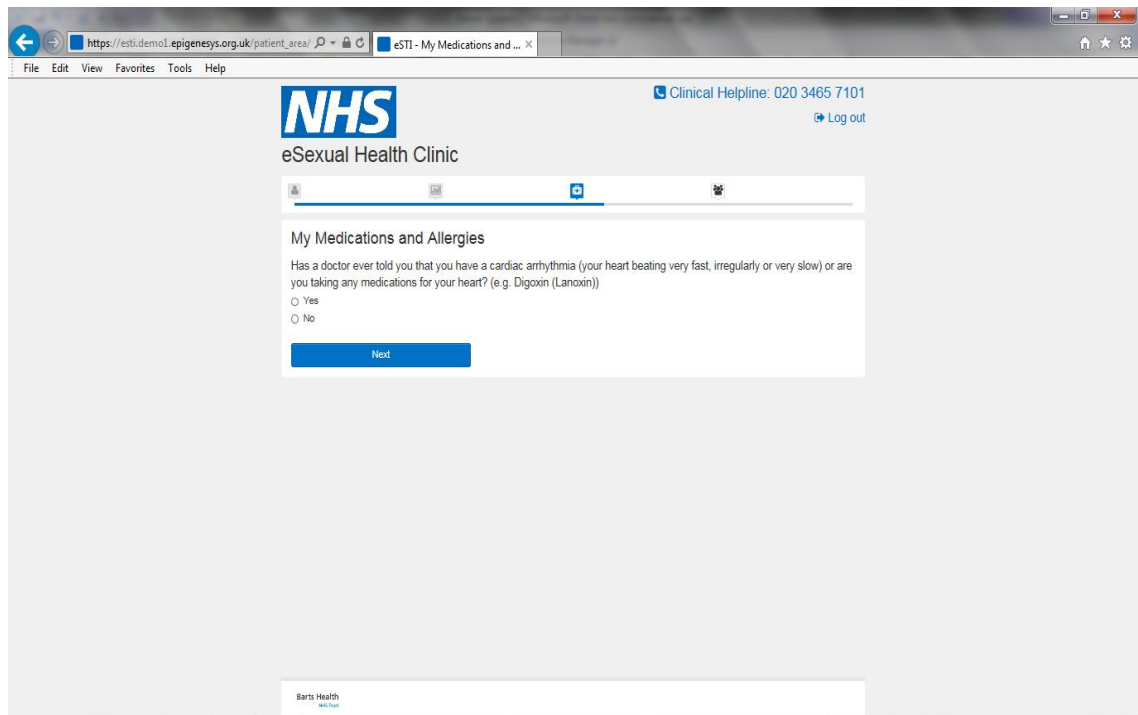 https://esti.demo1.epigenesys.org.uk/patient_area/
eSTI - My Medications and ...
File Edit View Favorites Tools Help
NHS
Clinical Helpline: 020 3465 7101
Log out
eSexual Health Clinic
My Medications and Allergies
Has a doctor ever told you that you have a cardiac arrhythmia (your heart beating very fast, irregularly or very slow) or are
you taking any medications for your heart? (e.g. Digoxin (Lanoxin))
Yes
No
Next
Barts Health
NHS Trust